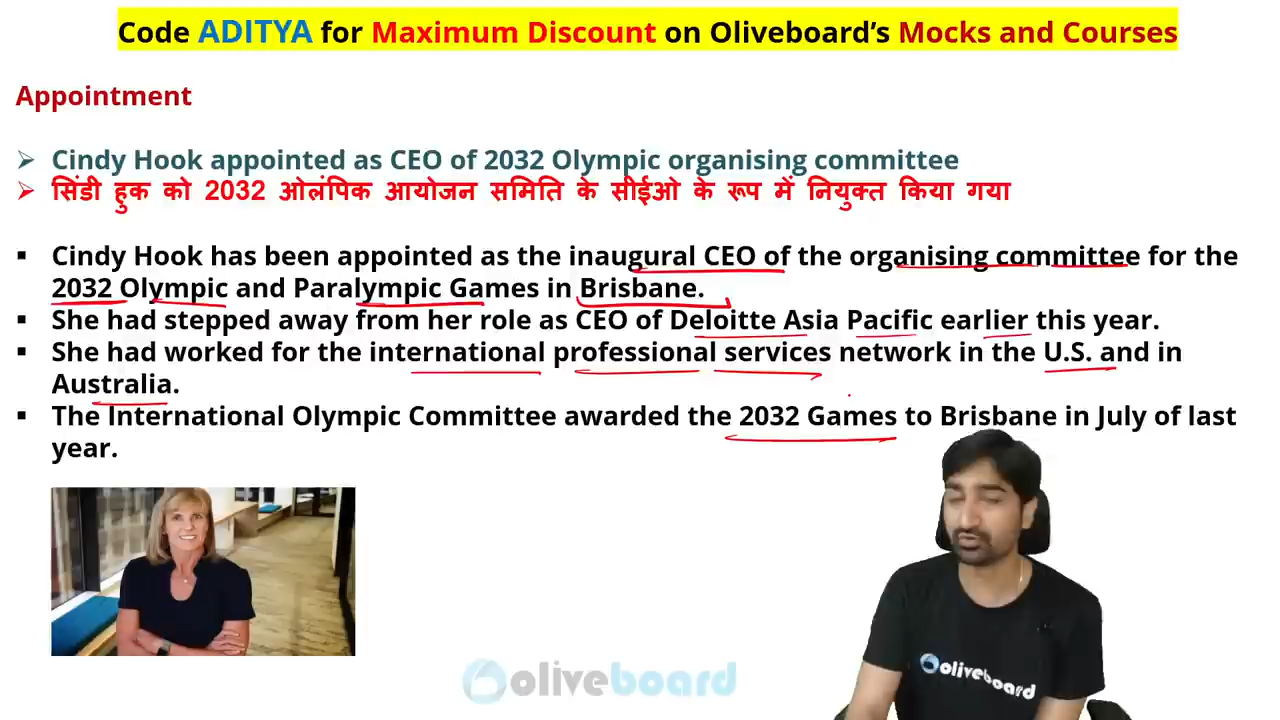 Code ADITYA for Maximum Discount on Oliveboard's Mocks and Courses
Appointment
➢ Cindy Hook appointed as CEO of 2032 Olympic organising committee
➢ सिंडी हुक को 2032 ओलंपिक आयोजन समिति के सीईओ के रूप में नियुक्त किया गया
▪ Cindy Hook has been appointed as the inaugural CEO of the organising committee for the
2032 Olympic and Paralympic Games in Brisbane.
▪ She had stepped away from her role as CEO of Deloitte Asia Pacific earlier this year.
▪ She had worked for the international professional services network in the U.S. and in
Australia.
▪ The International Olympic Committee awarded the 2032 Games to Brisbane in July of last
year.
oliveboard
oliveboard